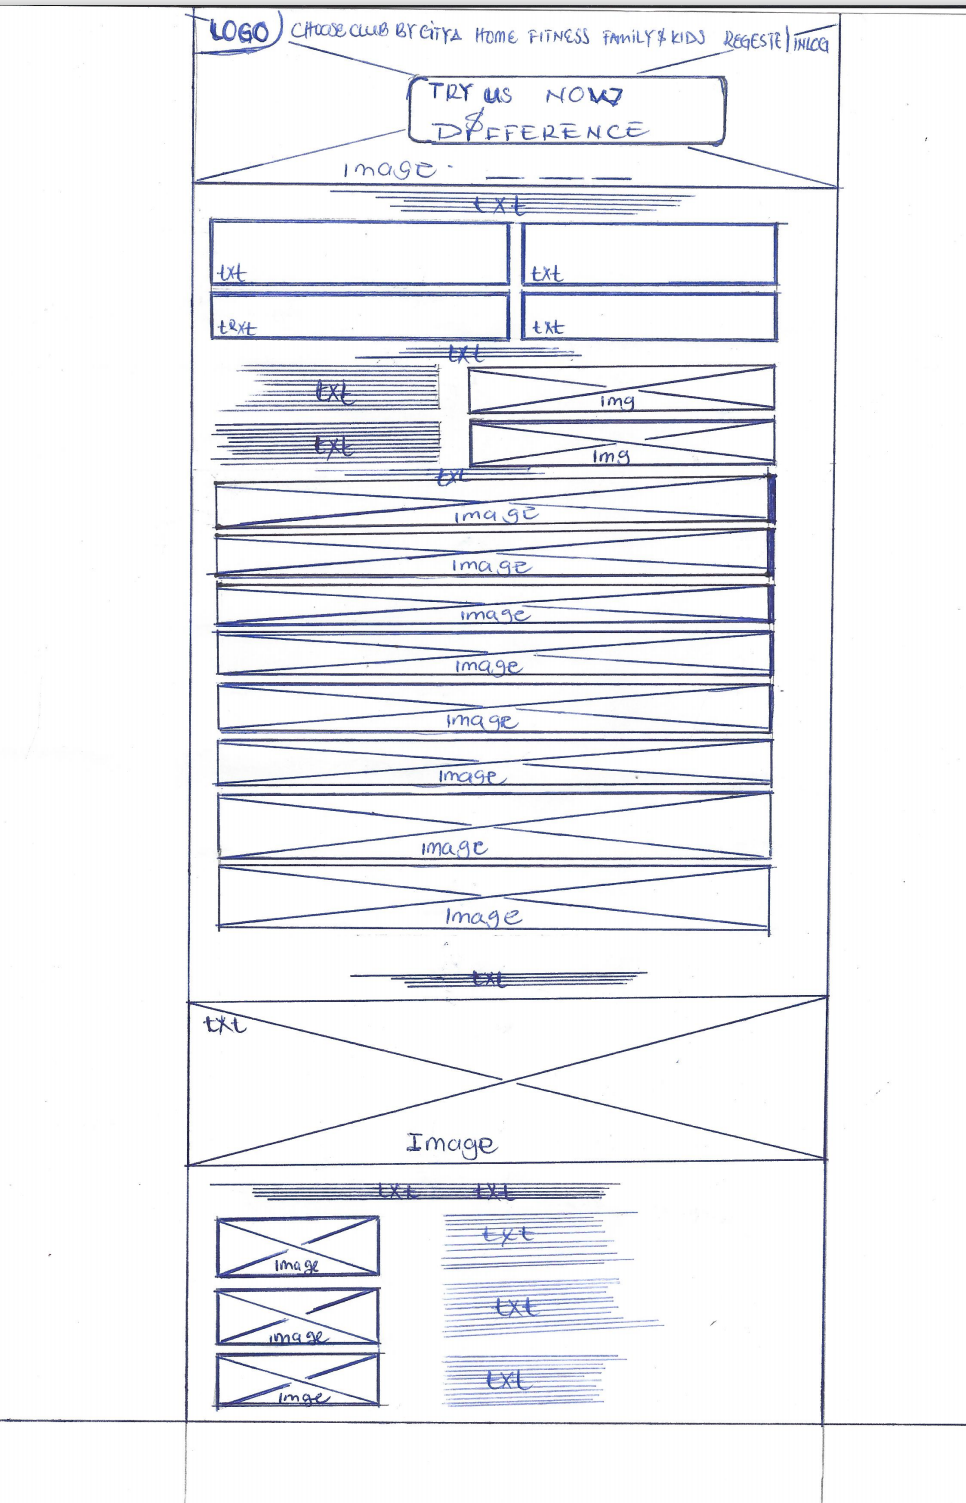 LOGO CHOOSE CLUB BY CITYA HOME FITNESS FAMILY & KIDS REGESTE | INLOG
TRY US NOW
DIFFERENCE
image
txt
txt txt
text txt
txt
txt img
txt img
txt
image
image
image
image
image
image
image
image
txt
txt
Image
txt txt
image txt
image txt
imge txt